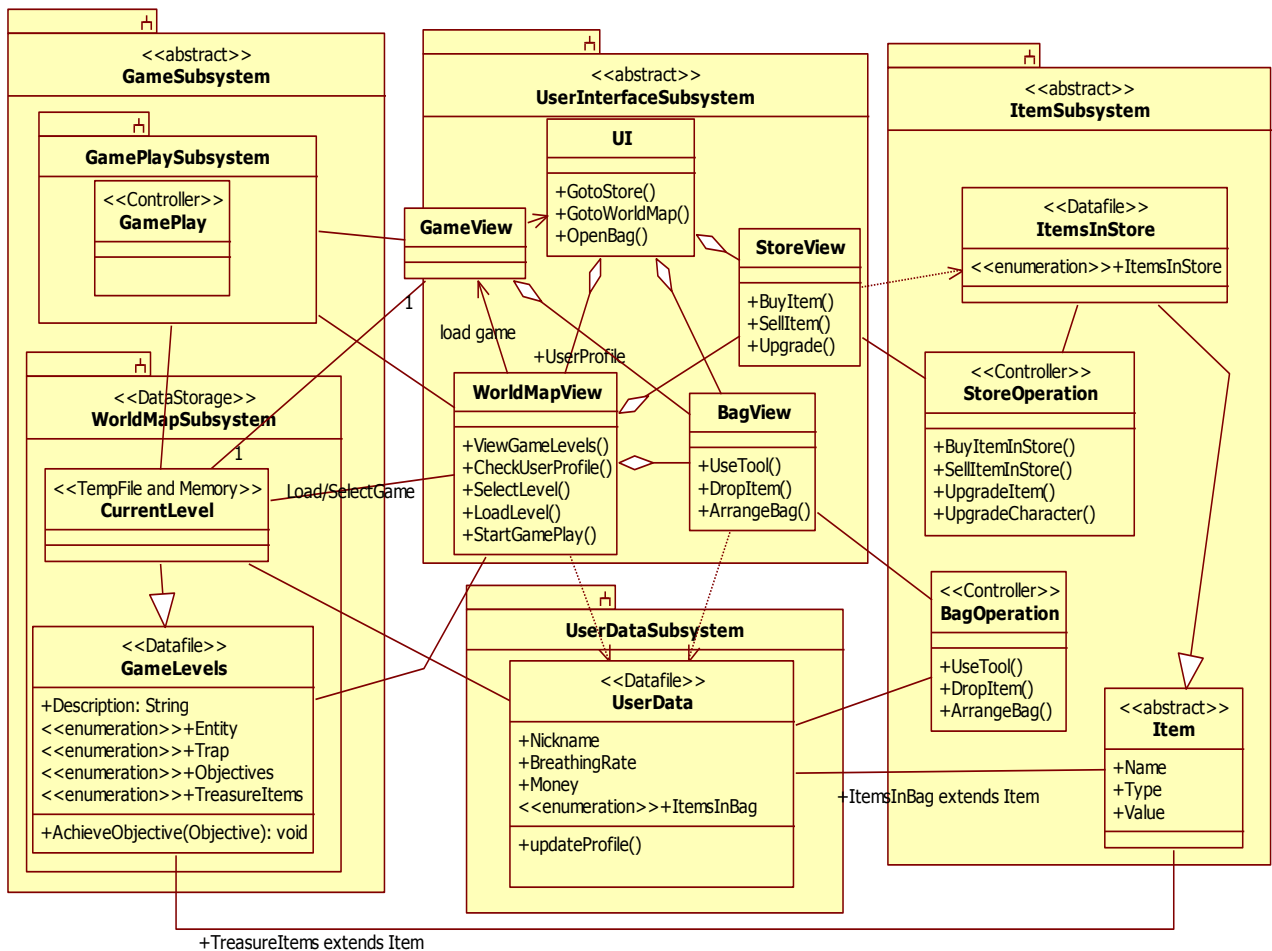 <<abstract>>
GameSubsystem
GamePlaySubsystem
<<Controller>>
GamePlay
<<DataStorage>>
WorldMapSubsystem
<<TempFile and Memory>>
CurrentLevel
<<Datafile>>
GameLevels
+Description: String
<<enumeration>>+Entity
<<enumeration>>+Trap
<<enumeration>>+Objectives
<<enumeration>>+TreasureItems
+AchieveObjective(Objective): void
<<abstract>>
UserInterfaceSubsystem
UI
+GotoStore()
+GotoWorldMap()
+OpenBag()
GameView
StoreView
+BuyItem()
+SellItem()
+Upgrade()
1
load game
+UserProfile
WorldMapView
+ViewGameLevels()
+CheckUserProfile()
+SelectLevel()
+LoadLevel()
+StartGamePlay()
BagView
+UseTool()
+DropItem()
+ArrangeBag()
1
Load/SelectGame
UserDataSubsystem
<<Datafile>>
UserData
+Nickname
+BreathingRate
+Money
<<enumeration>>+ItemsInBag
+updateProfile()
<<abstract>>
ItemSubsystem
<<Datafile>>
ItemsInStore
<<enumeration>>+ItemsInStore
<<Controller>>
StoreOperation
+BuyItemInStore()
+SellItemInStore()
+UpgradeItem()
+UpgradeCharacter()
<<Controller>>
BagOperation
+UseTool()
+DropItem()
+ArrangeBag()
<<abstract>>
Item
+Name
+Type
+Value
+ItemsInBag extends Item
+TreasureItems extends Item